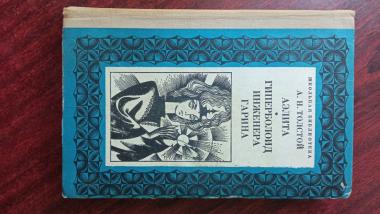 ШКОЛЬНАЯ БИБЛИОТЕКА
А. Н. ТОЛСТОЙ
АЭЛИТА
•
ГИПЕРБОЛОИД
ИНЖЕНЕРА
ГАРИНА